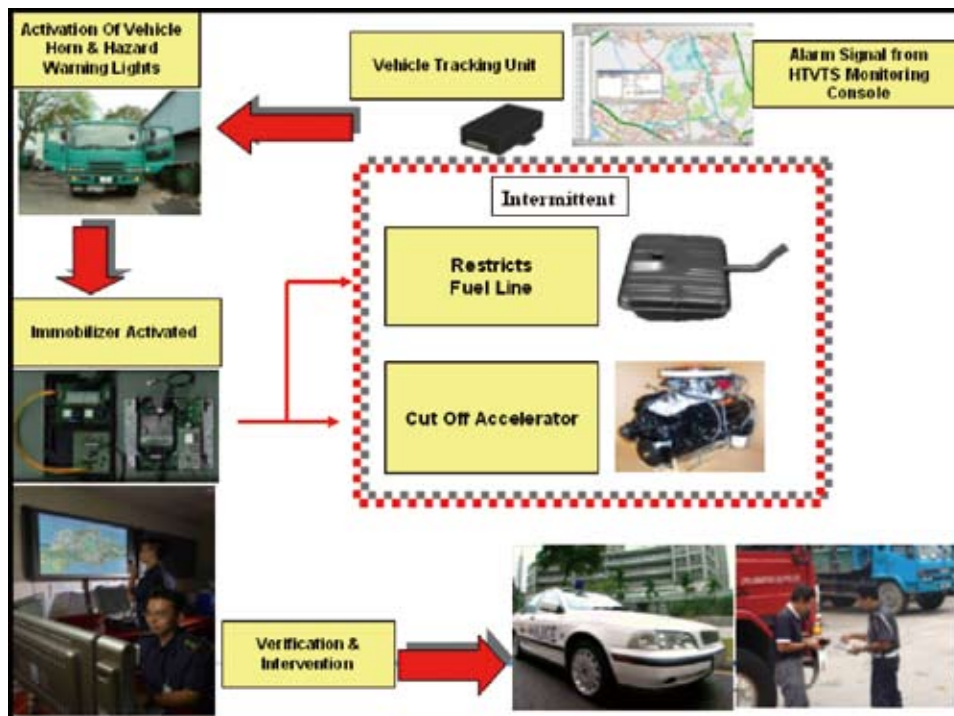 Activation Of Vehicle
Horn & Hazard
Warning Lights
Vehicle Tracking Unit
Alarm Signal from
HTVTS Monitoring
Console
Intermittent
Restricts
Fuel Line
Immobilizer Activated
Cut Off Accelerator
Verification &
Intervention